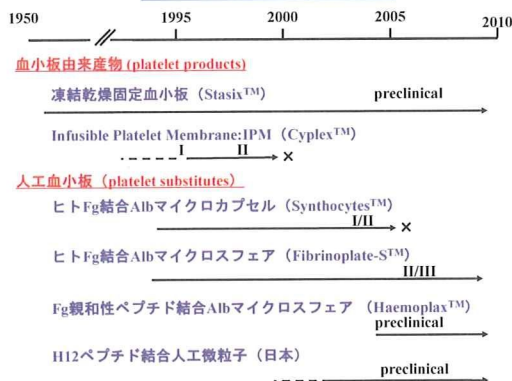 1950 1995 2000 2005 2010
血小板由来産物 (platelet products)
凍結乾燥固定血小板（Stasix™）
preclinical
Infusible Platelet Membrane:IPM（Cyplex™）
I II ×
人工血小板（platelet substitutes）
ヒトFg結合Albマイクロカプセル（Synthocytes™）
I/II ×
ヒトFg結合Albマイクロスフェア（Fibrinoplate-S™）
II/III
Fg親和性ペプチド結合Albマイクロスフェア（Haemoplax™）
preclinical
H12ペプチド結合人工微粒子（日本）
preclinical